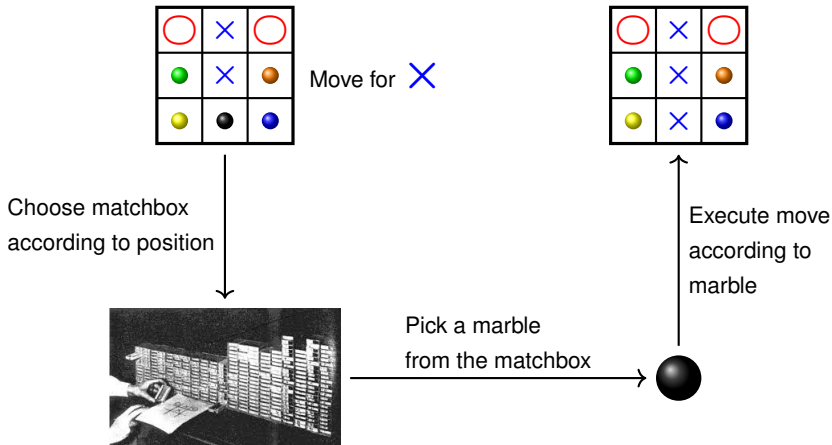 Move for
Choose matchbox
according to position
Execute move
according to
marble
Pick a marble
from the matchbox